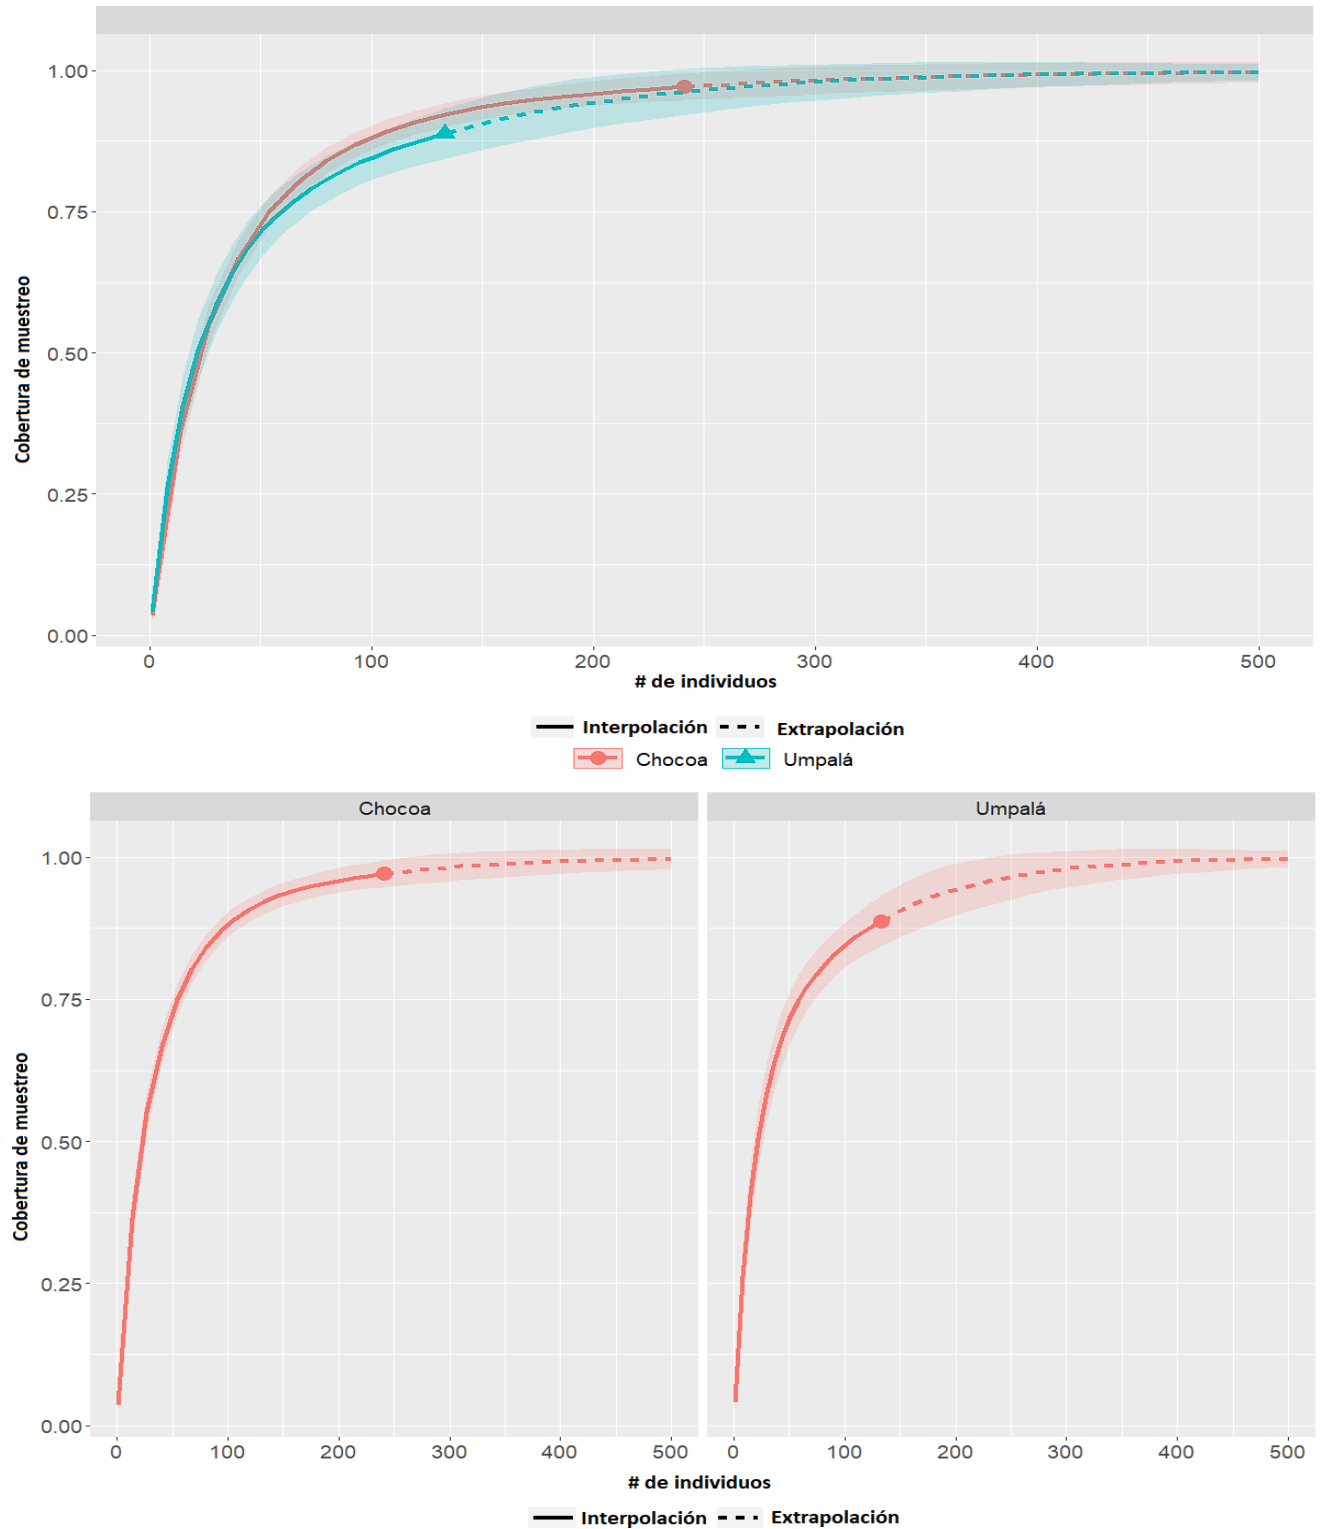 1.00
0.75
0.50
0.25
0.00
Cobertura de muestreo
0 100 200 300 400 500
# de individuos
Interpolación Extrapolación
Chocoa Umpalá
Chocoa Umpalá
1.00
0.75
0.50
0.25
0.00
Cobertura de muestreo
0 100 200 300 400 500 0 100 200 300 400 500
# de individuos
Interpolación Extrapolación